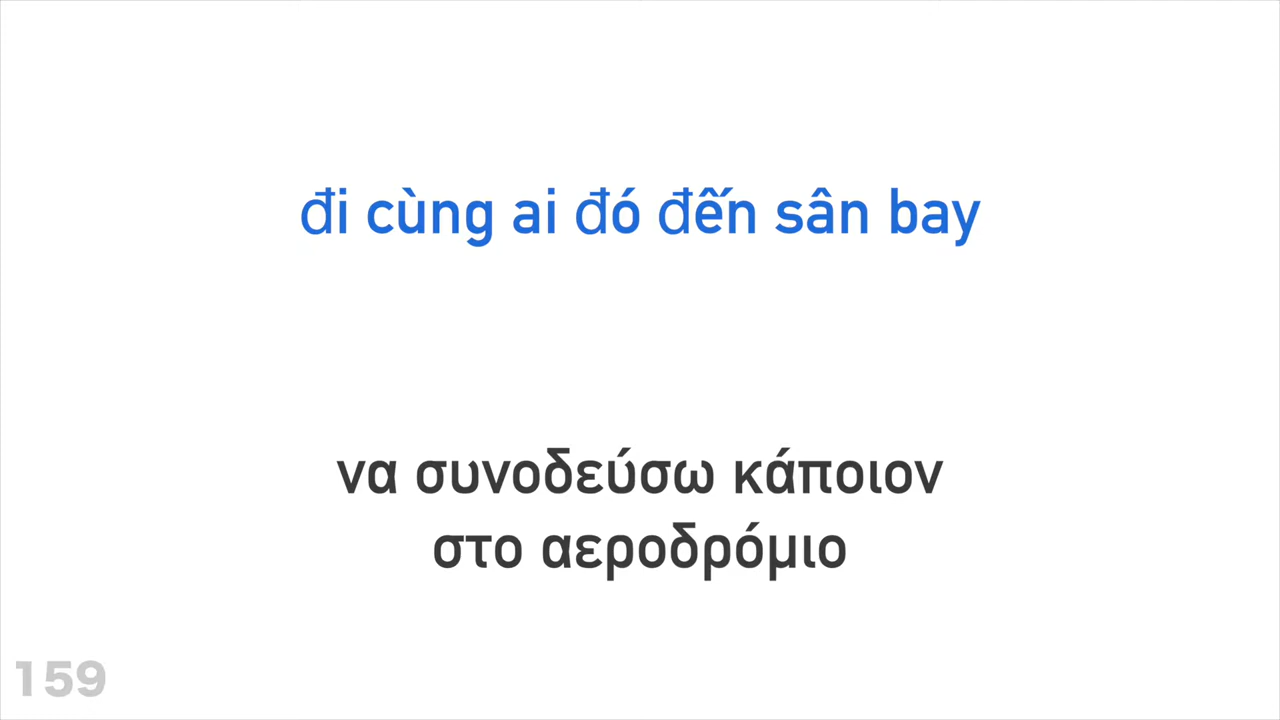 đi cùng ai đó đến sân bay
να συνοδεύσω κάποιον
στο αεροδρόμιο
159